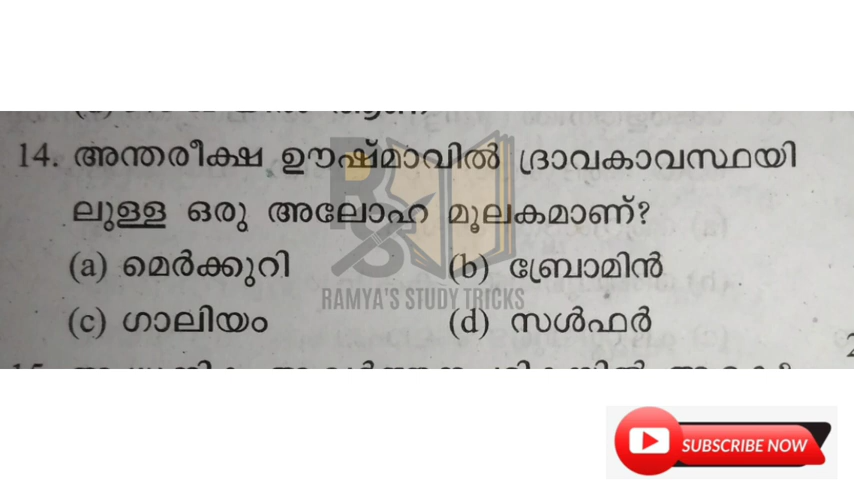 14. അന്തരീക്ഷ ഊഷ്മാവിൽ ദ്രാവകാവസ്ഥയി
ലുള്ള ഒരു അലോഹ മൂലകമാണ്?
(a) മെർക്കുറി (b) ബ്രോമിൻ
RAMYA'S STUDY TRICKS
(c) ഗാലിയം (d) സൾഫർ
SUBSCRIBE NOW